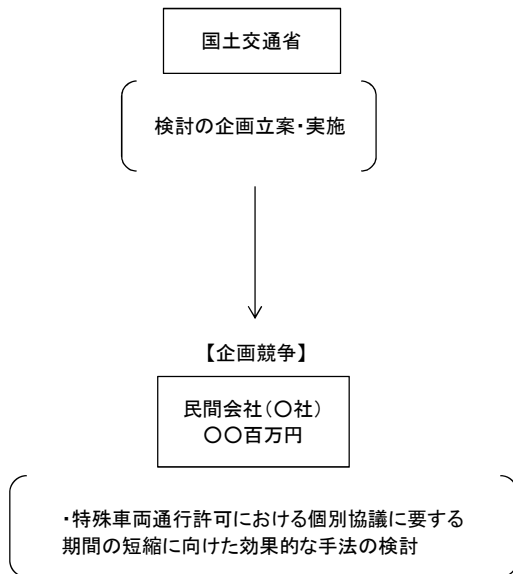 国土交通省
検討の企画立案・実施
【企画競争】
民間会社(○社)
○○百万円
・特殊車両通行許可における個別協議に要する
期間の短縮に向けた効果的な手法の検討